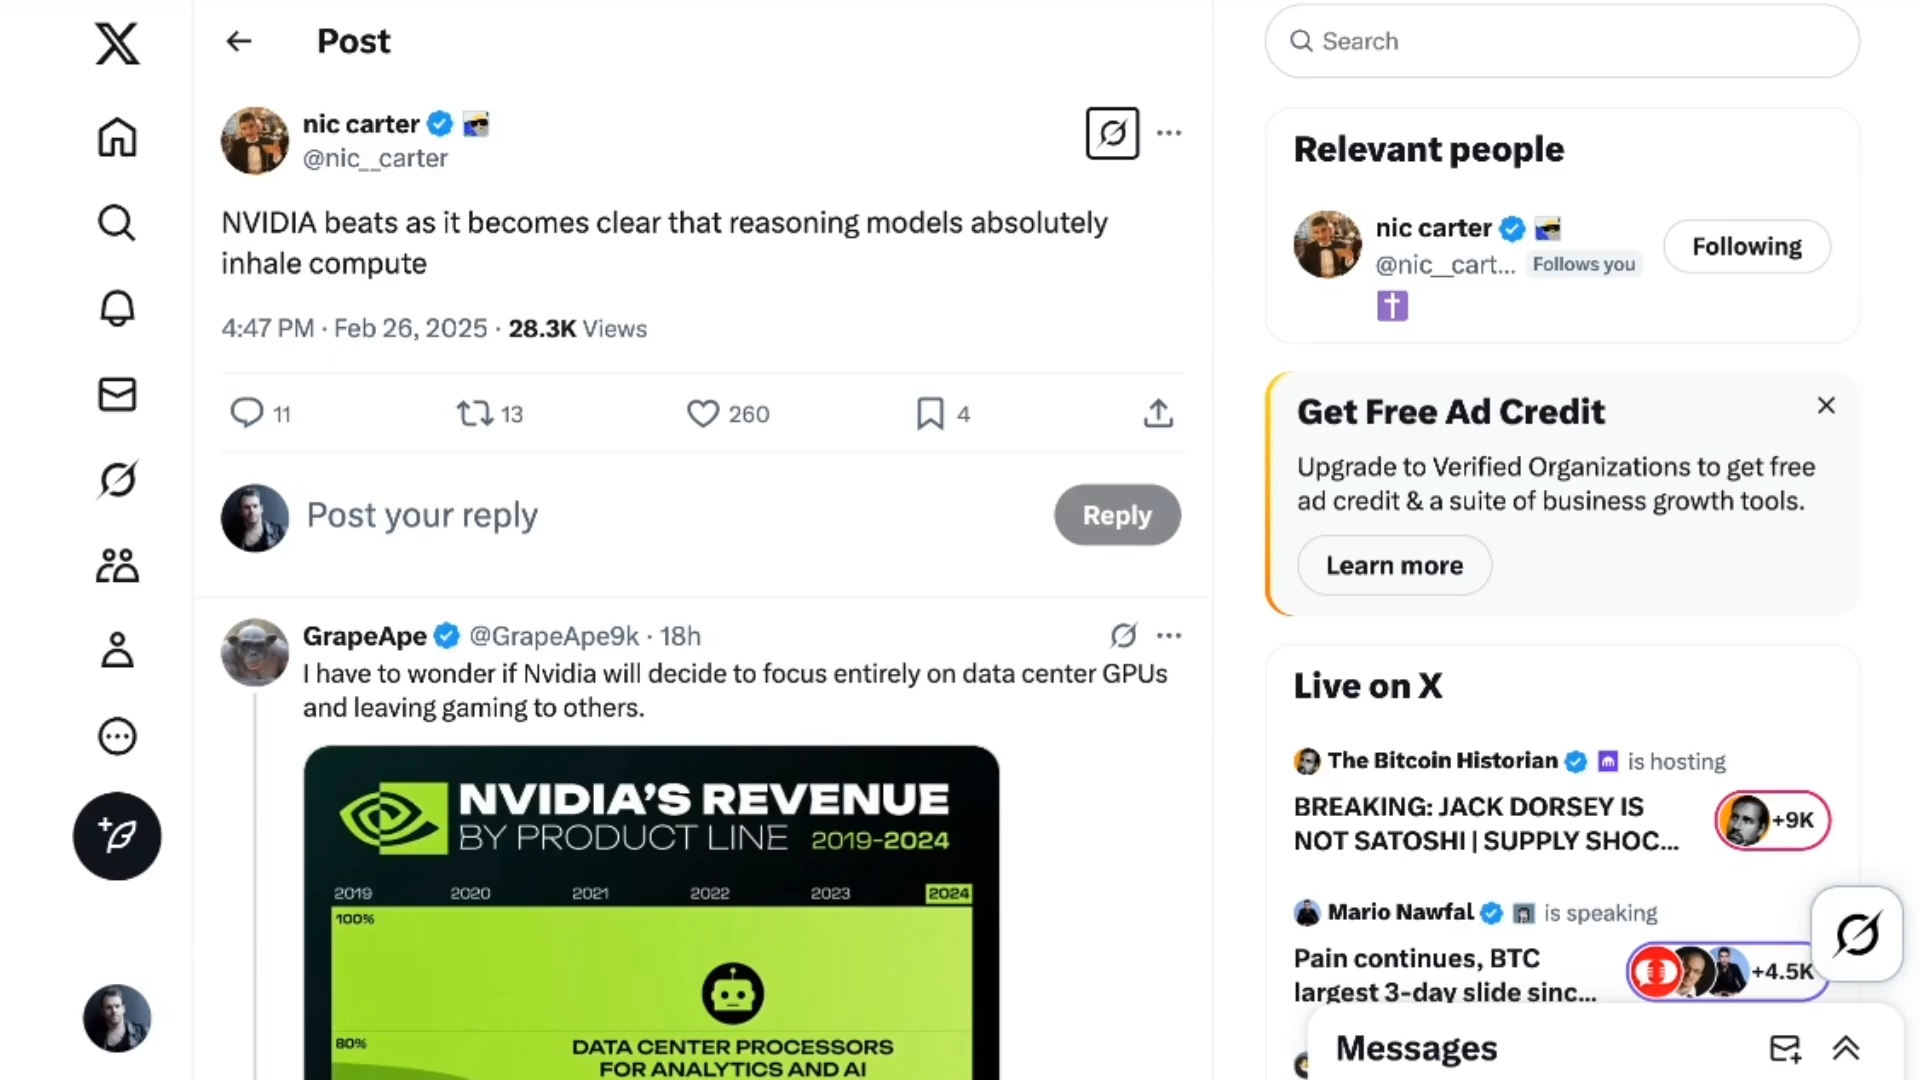 Post
nic carter
@nic__carter
NVIDIA beats as it becomes clear that reasoning models absolutely
inhale compute
4:47 PM · Feb 26, 2025 · 28.3K Views
11
13
260
4
Post your reply
Reply
GrapeApe @GrapeApe9k · 18h
I have to wonder if Nvidia will decide to focus entirely on data center GPUs
and leaving gaming to others.
NVIDIA'S REVENUE
BY PRODUCT LINE 2019-2024
2019 2020 2021 2022 2023 2024
100%
80%
DATA CENTER PROCESSORS
FOR ANALYTICS AND AI
Search
Relevant people
nic carter
@nic__cart... Follows you
Following
Get Free Ad Credit
Upgrade to Verified Organizations to get free
ad credit & a suite of business growth tools.
Learn more
Live on X
The Bitcoin Historian is hosting
BREAKING: JACK DORSEY IS
NOT SATOSHI | SUPPLY SHOC...
+9K
Mario Nawfal is speaking
Pain continues, BTC
largest 3-day slide sinc...
+4.5K
Messages